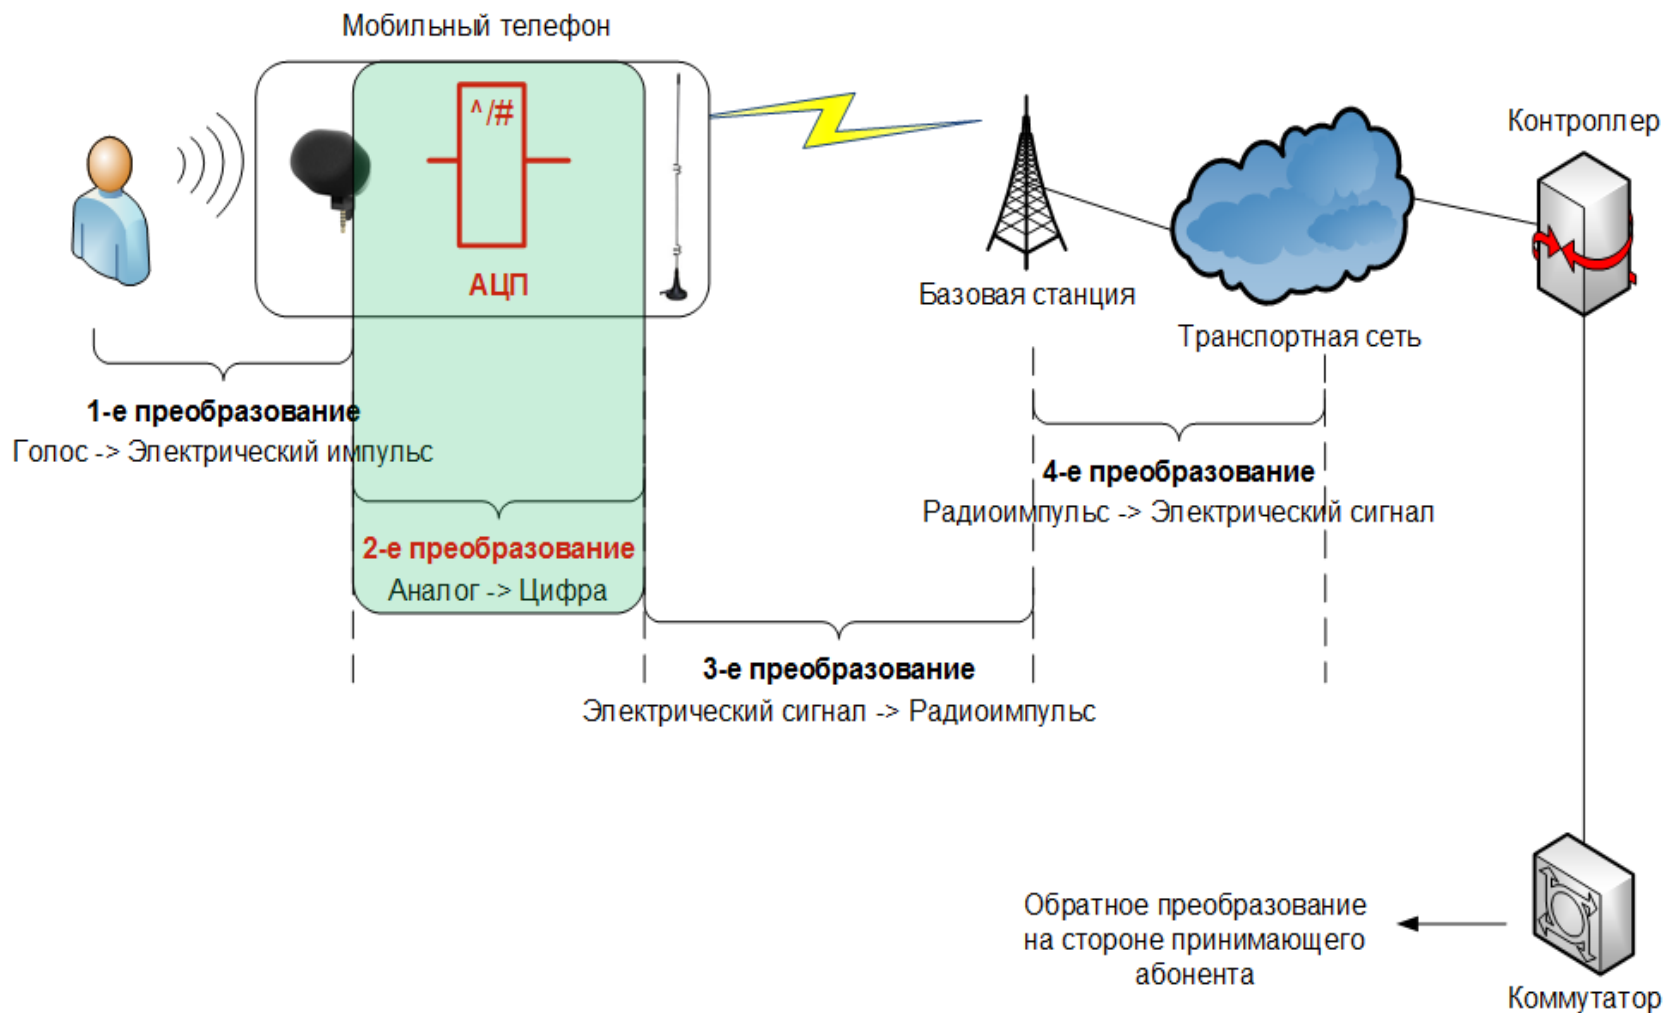 Мобильный телефон
^/#
АЦП
Контроллер
Базовая станция
Транспортная сеть
1-е преобразование
Голос -> Электрический импульс
4-е преобразование
Радиоимпульс -> Электрический сигнал
2-е преобразование
Аналог -> Цифра
3-е преобразование
Электрический сигнал -> Радиоимпульс
Обратное преобразование
на стороне принимающего
абонента
Коммутатор